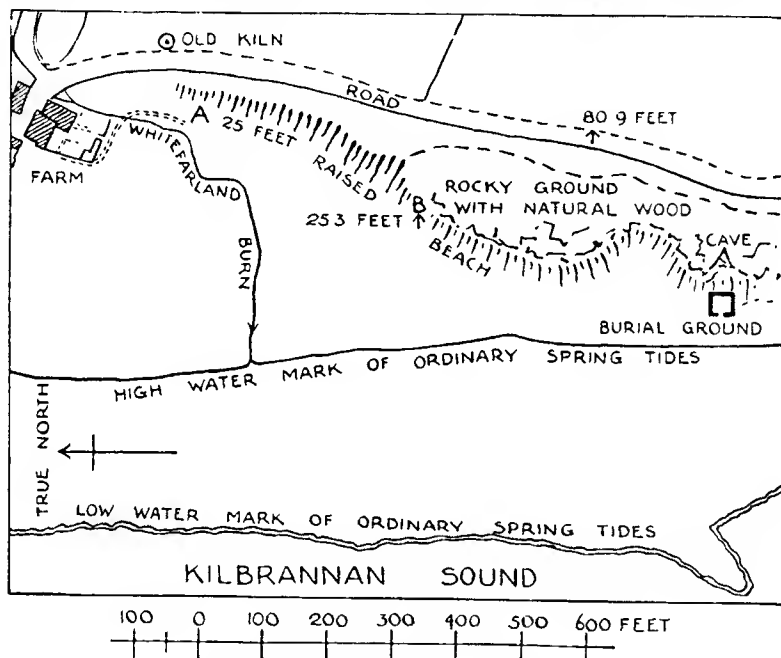 OLD KILN
ROAD
80 9 FEET
A 25 FEET RAISED BEACH
WHITEFARLAND BURN
FARM
ROCKY GROUND
WITH NATURAL WOOD
B
25 3 FEET
CAVE
BURIAL GROUND
HIGH WATER MARK OF ORDINARY SPRING TIDES
TRUE NORTH
LOW WATER MARK OF ORDINARY SPRING TIDES
KILBRANNAN SOUND
100 0 100 200 300 400 500 600 FEET